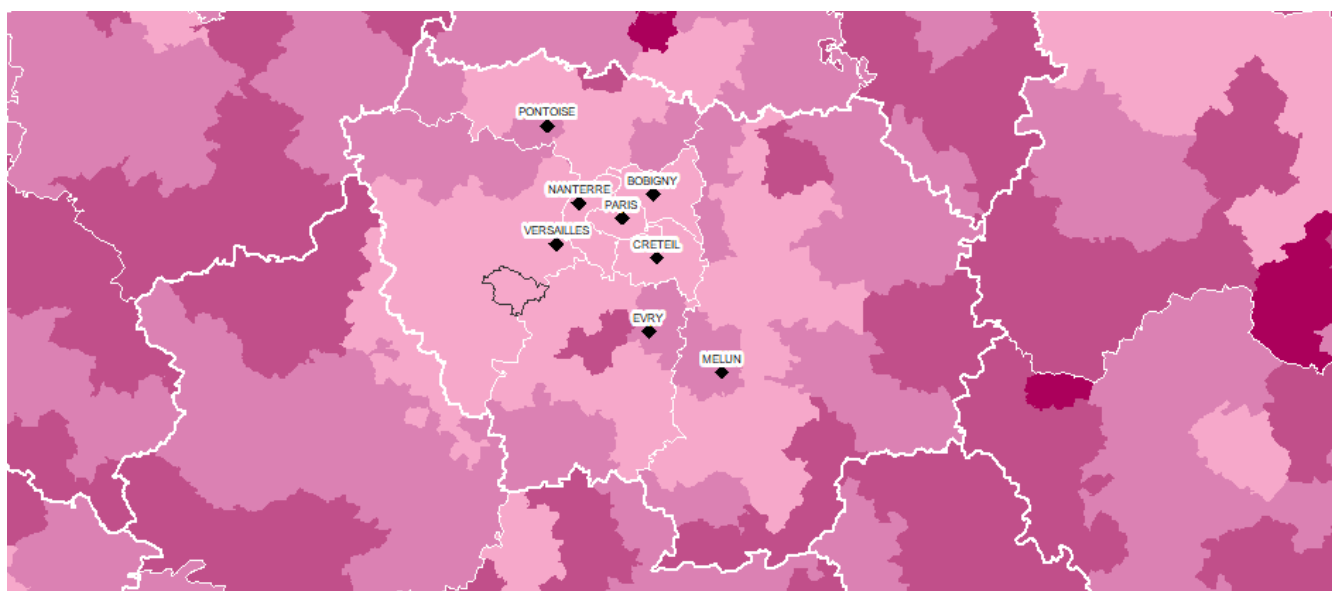 PONTOISE
BOBIGNY
NANTERRE
PARIS
VERSAILLES
CRETEIL
EVRY
MELUN